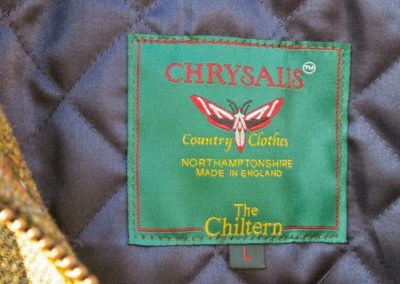 CHRYSALIS™
Country Clothes
NORTHAMPTONSHIRE
MADE IN ENGLAND
The
Chiltern
L